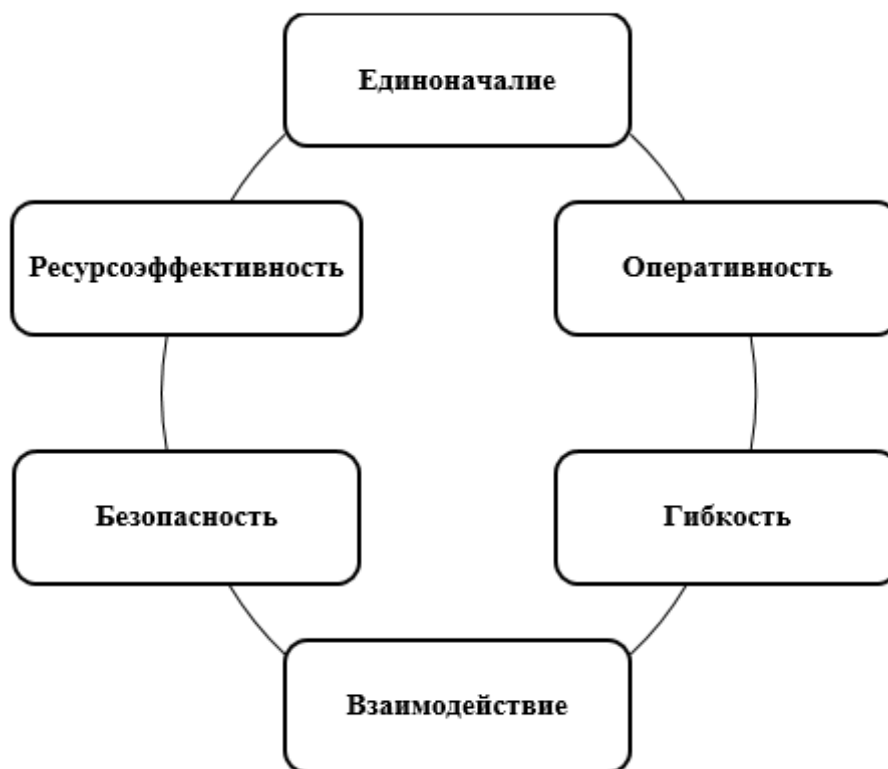 Единоначалие
Ресурсоэффективность
Оперативность
Безопасность
Гибкость
Взаимодействие